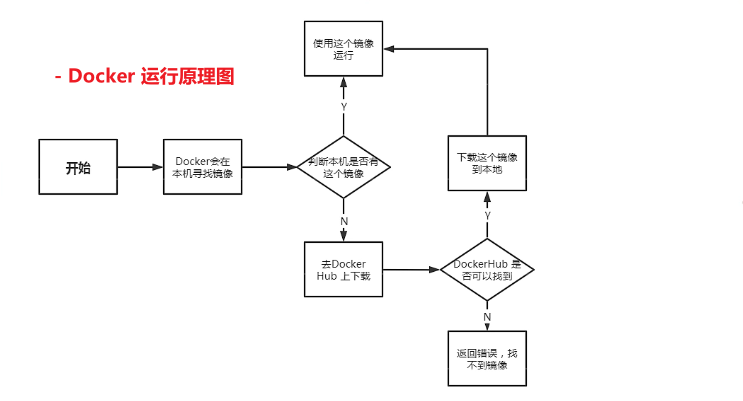 使用这个镜像
运行
- Docker 运行原理图
Y
开始
Docker会在
本机寻找镜像
判断本机是否有
这个镜像
下载这个镜像
到本地
N
Y
去Docker
Hub 上下载
DockerHub 是
否可以找到
N
返回错误，找
不到镜像